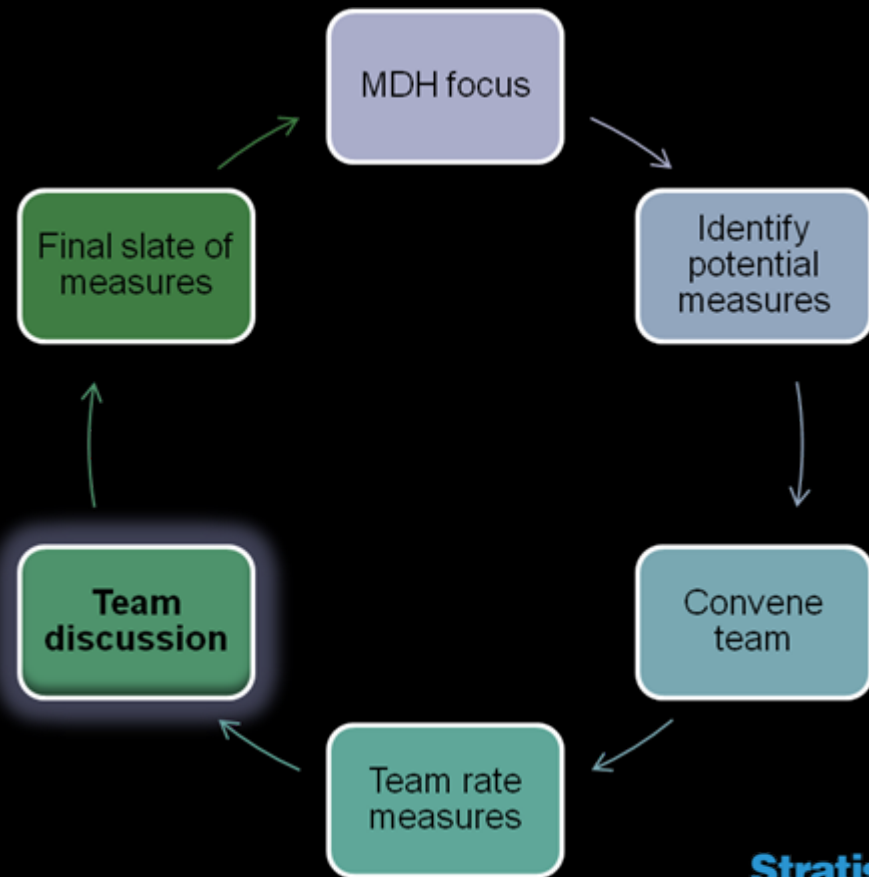 MDH focus
Identify
potential
measures
Convene
team
Team rate
measures
Team
discussion
Final slate of
measures